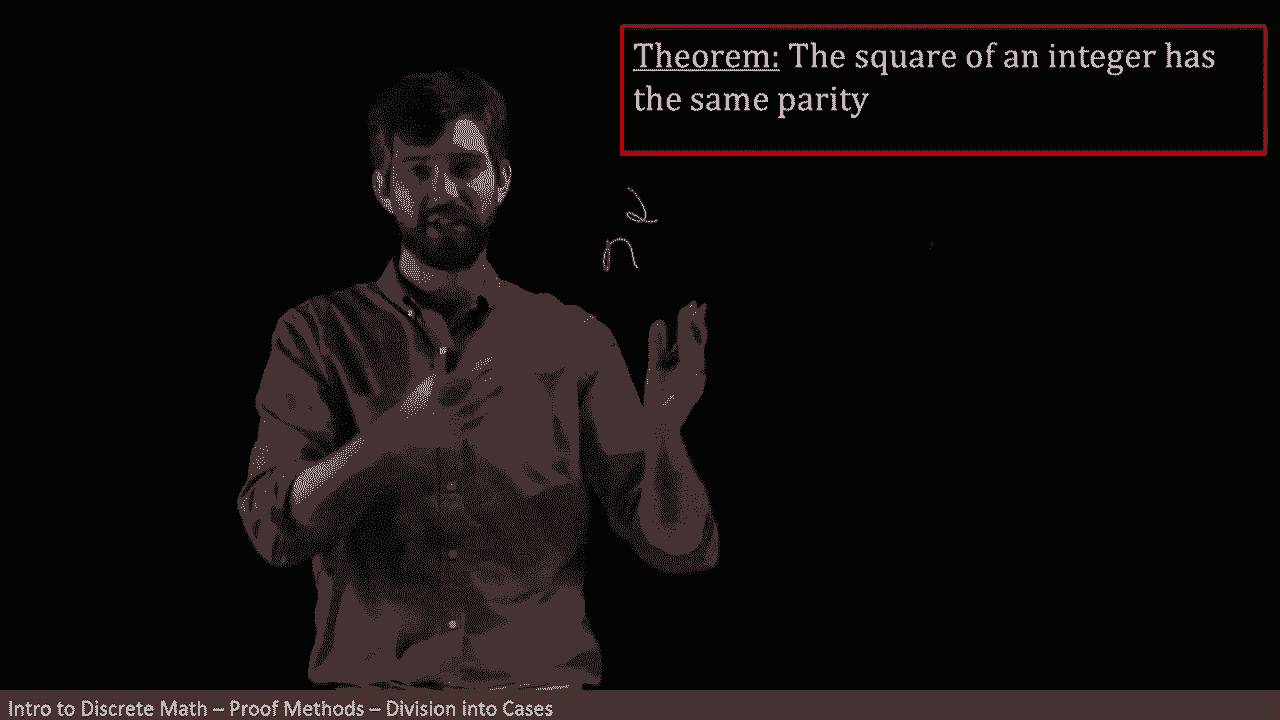 Theorem: The square of an integer has
the same parity
n²
Intro to Discrete Math – Proof Methods – Division into Cases